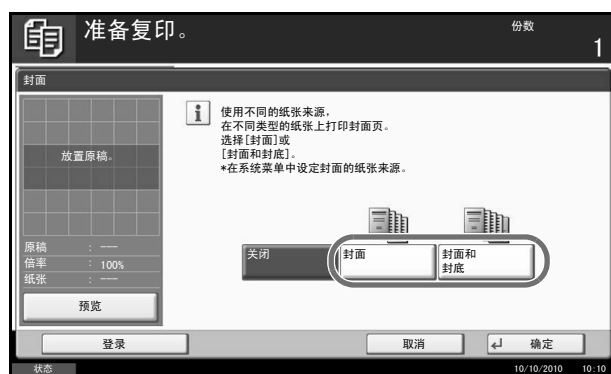 准备复印。
份数
1
封面
放置原稿。
原稿 : ---
倍率 : 100%
纸张 : ---
预览
i
使用不同的纸张来源，
在不同类型的纸张上打印封面页。
选择[封面]或
[封面和封底]。
*在系统菜单中设定封面的纸张来源。
关闭
封面
封面和
封底
登录
取消
确定
状态
10/10/2010 10:10